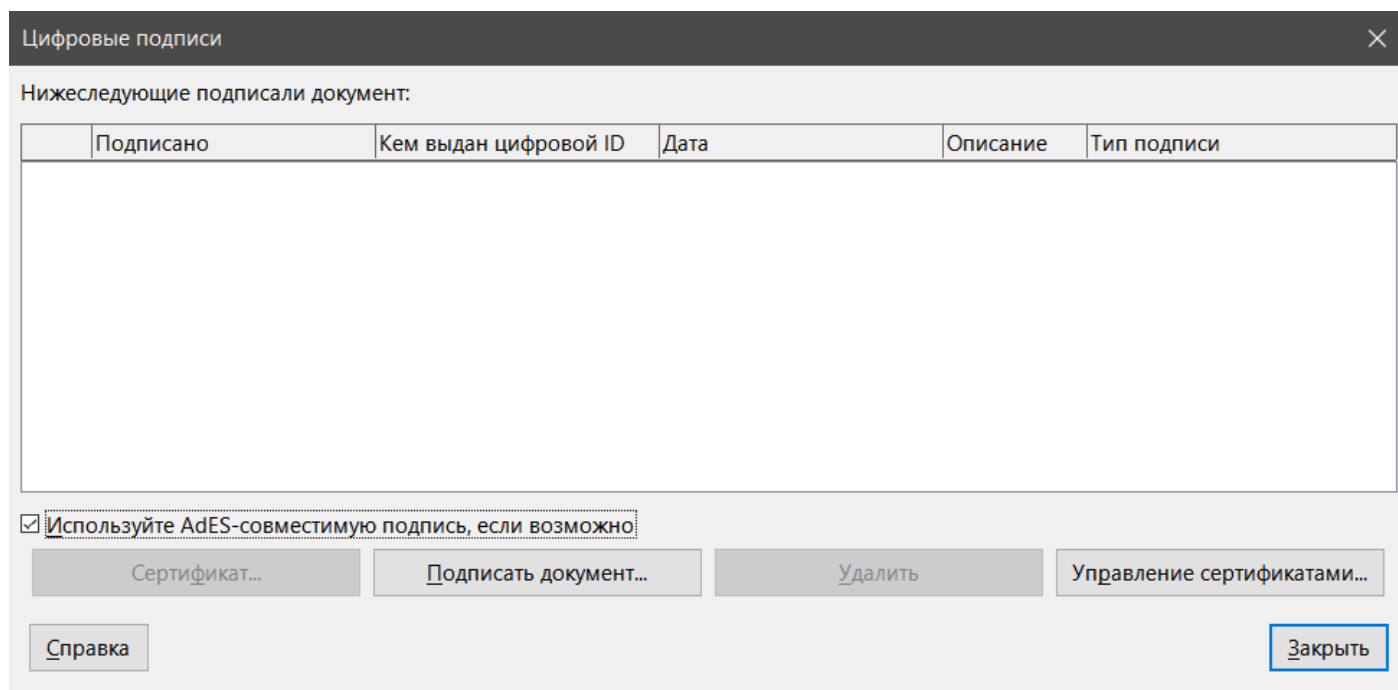 Цифровые подписи
Нижеследующие подписали документ:
Подписано Кем выдан цифровой ID Дата Описание Тип подписи
Используйте AdES-совместимую подпись, если возможно
Сертификат... Подписать документ... Удалить Управление сертификатами...
Справка Закрыть